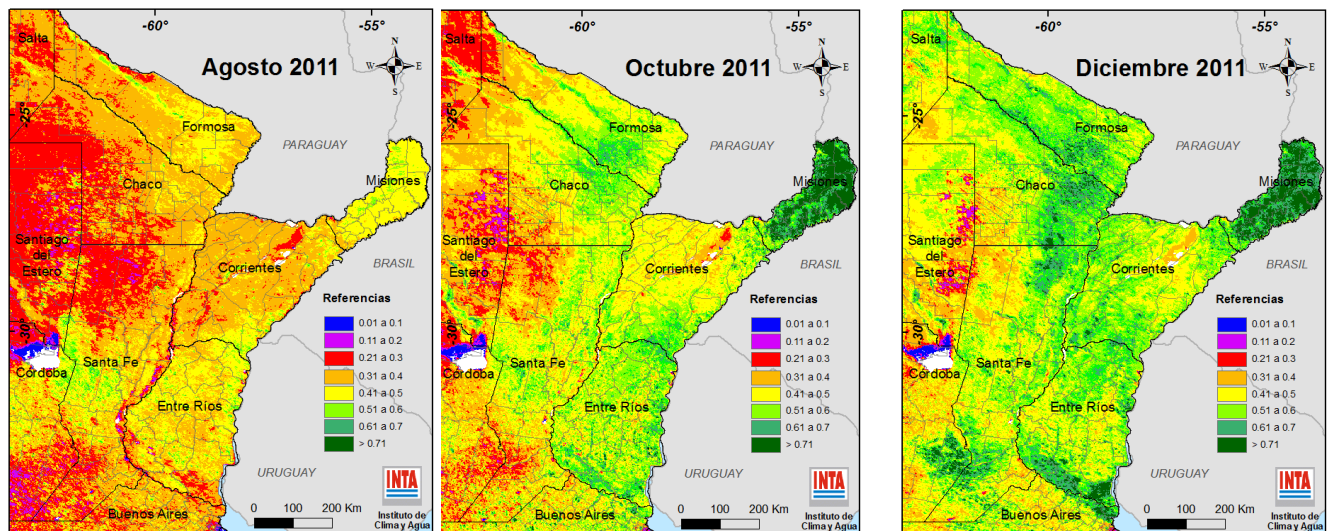 -60°
-55°
Salta
Agosto 2011
N
W
E
S
-25°
Formosa
PARAGUAY
Misiones
Chaco
Santiago
del
Estero
Corrientes
BRASIL
Referencias
0.01 a 0.1
0.11 a 0.2
0.21 a 0.3
0.31 a 0.4
0.41 a 0.5
0.51 a 0.6
0.61 a 0.7
> 0.71
-30°
Santa Fe
Córdoba
Entre Ríos
URUGUAY
INTA
Instituto de
Clima y Agua
Buenos Aires
0 100 200 Km
-60°
-55°
Salta
Octubre 2011
N
W
E
S
-25°
Formosa
PARAGUAY
Misiones
Chaco
Santiago
del
Estero
Corrientes
BRASIL
Referencias
0.01 a 0.1
0.11 a 0.2
0.21 a 0.3
0.31 a 0.4
0.41 a 0.5
0.51 a 0.6
0.61 a 0.7
> 0.71
-30°
Santa Fe
Córdoba
Entre Ríos
URUGUAY
INTA
Instituto de
Clima y Agua
Buenos Aires
0 100 200 Km
-60°
-55°
Salta
Diciembre 2011
N
W
E
S
-25°
Formosa
PARAGUAY
Misiones
Chaco
Santiago
del
Estero
Corrientes
BRASIL
Referencias
0.01 a 0.1
0.11 a 0.2
0.21 a 0.3
0.31 a 0.4
0.41 a 0.5
0.51 a 0.6
0.61 a 0.7
> 0.71
-30°
Santa Fe
Córdoba
Entre Ríos
URUGUAY
INTA
Instituto de
Clima y Agua
Buenos Aires
0 100 200 Km